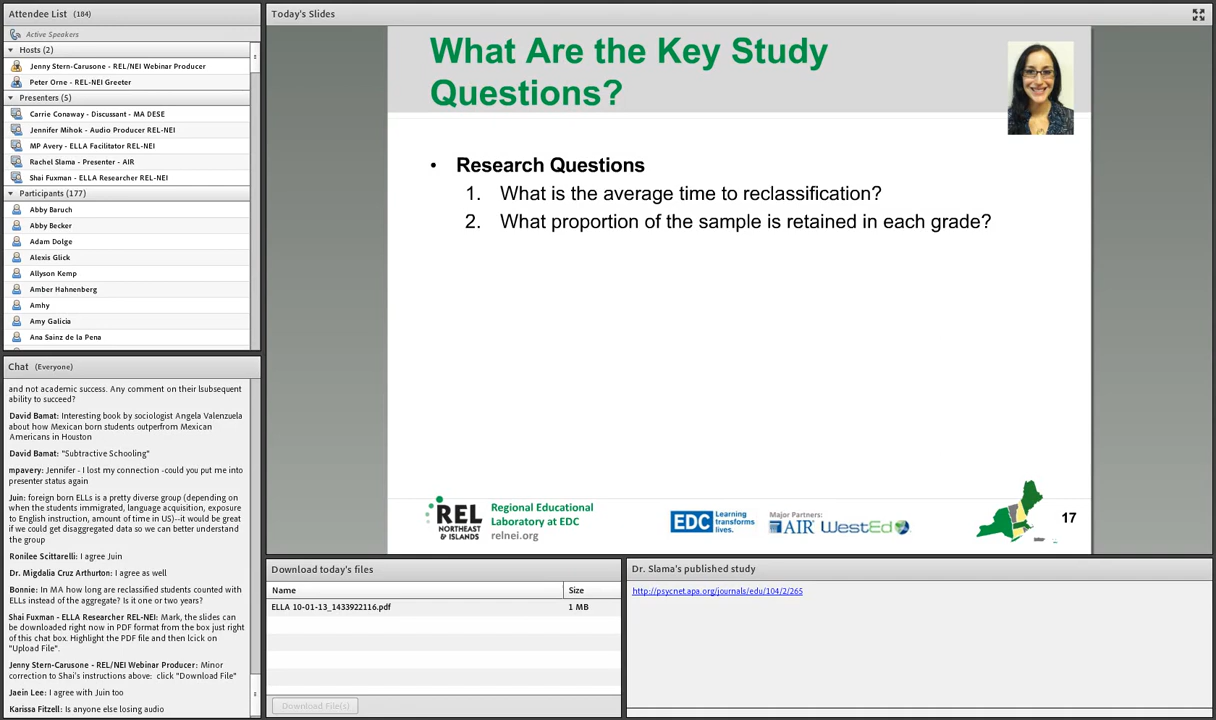 Attendee List (184)
Active Speakers
Hosts (2)
Jenny Stern-Carusone - REL/NEI Webinar Producer
Peter Orne - REL-NEI Greeter
Presenters (5)
Carrie Conaway - Discussant - MA DESE
Jennifer Mihok - Audio Producer REL-NEI
MP Avery - ELLA Facilitator REL-NEI
Rachel Slama - Presenter - AIR
Shai Fuxman - ELLA Researcher REL-NEI
Participants (177)
Abby Baruch
Abby Becker
Adam Dolge
Alexis Glick
Allyson Kemp
Amber Hahnenberg
Amhy
Amy Galicia
Ana Sainz de la Pena
Chat (Everyone)
and not academic success. Any comment on their lsubsequent
ability to succeed?
David Bamat: Interesting book by sociologist Angela Valenzuela
about how Mexican born students outperfrom Mexican
Americans in Houston
David Bamat: "Subtractive Schooling"
mpavery: Jennifer - I lost my connection -could you put me into
presenter status again
Juin: foreign born ELLs is a pretty diverse group (depending on
when the students immigrated, language acquisition, exposure
to English instruction, amount of time in US)--it would be great
if we could get disaggregated data so we can better understand
the group
Ronilee Scittarelli: I agree Juin
Dr. Migdalia Cruz Arthurton: I agree as well
Bonnie: In MA how long are reclassified students counted with
ELLs instead of the aggregate? Is it one or two years?
Shai Fuxman - ELLA Researcher REL-NEI: Mark, the slides can
be downloaded right now in PDF format from the box just right
of this chat box. Highlight the PDF file and then lcick on
"Upload File".
Jenny Stern-Carusone - REL/NEI Webinar Producer: Minor
correction to Shai's instructions above: click "Download File"
Jaein Lee: I agree with Juin too
Karissa Fitzell: Is anyone else losing audio
Today's Slides
What Are the Key Study
Questions?
• Research Questions
1. What is the average time to reclassification?
2. What proportion of the sample is retained in each grade?
REL
NORTHEAST
& ISLANDS
Regional Educational
Laboratory at EDC
relnei.org
EDC Learning
transforms
lives.
Major Partners:
AIR WestEd
17
Download today's files
Name Size
ELLA 10-01-13_1433922116.pdf 1 MB
Download File(s)
Dr. Slama's published study
http://psycnet.apa.org/journals/edu/104/2/265